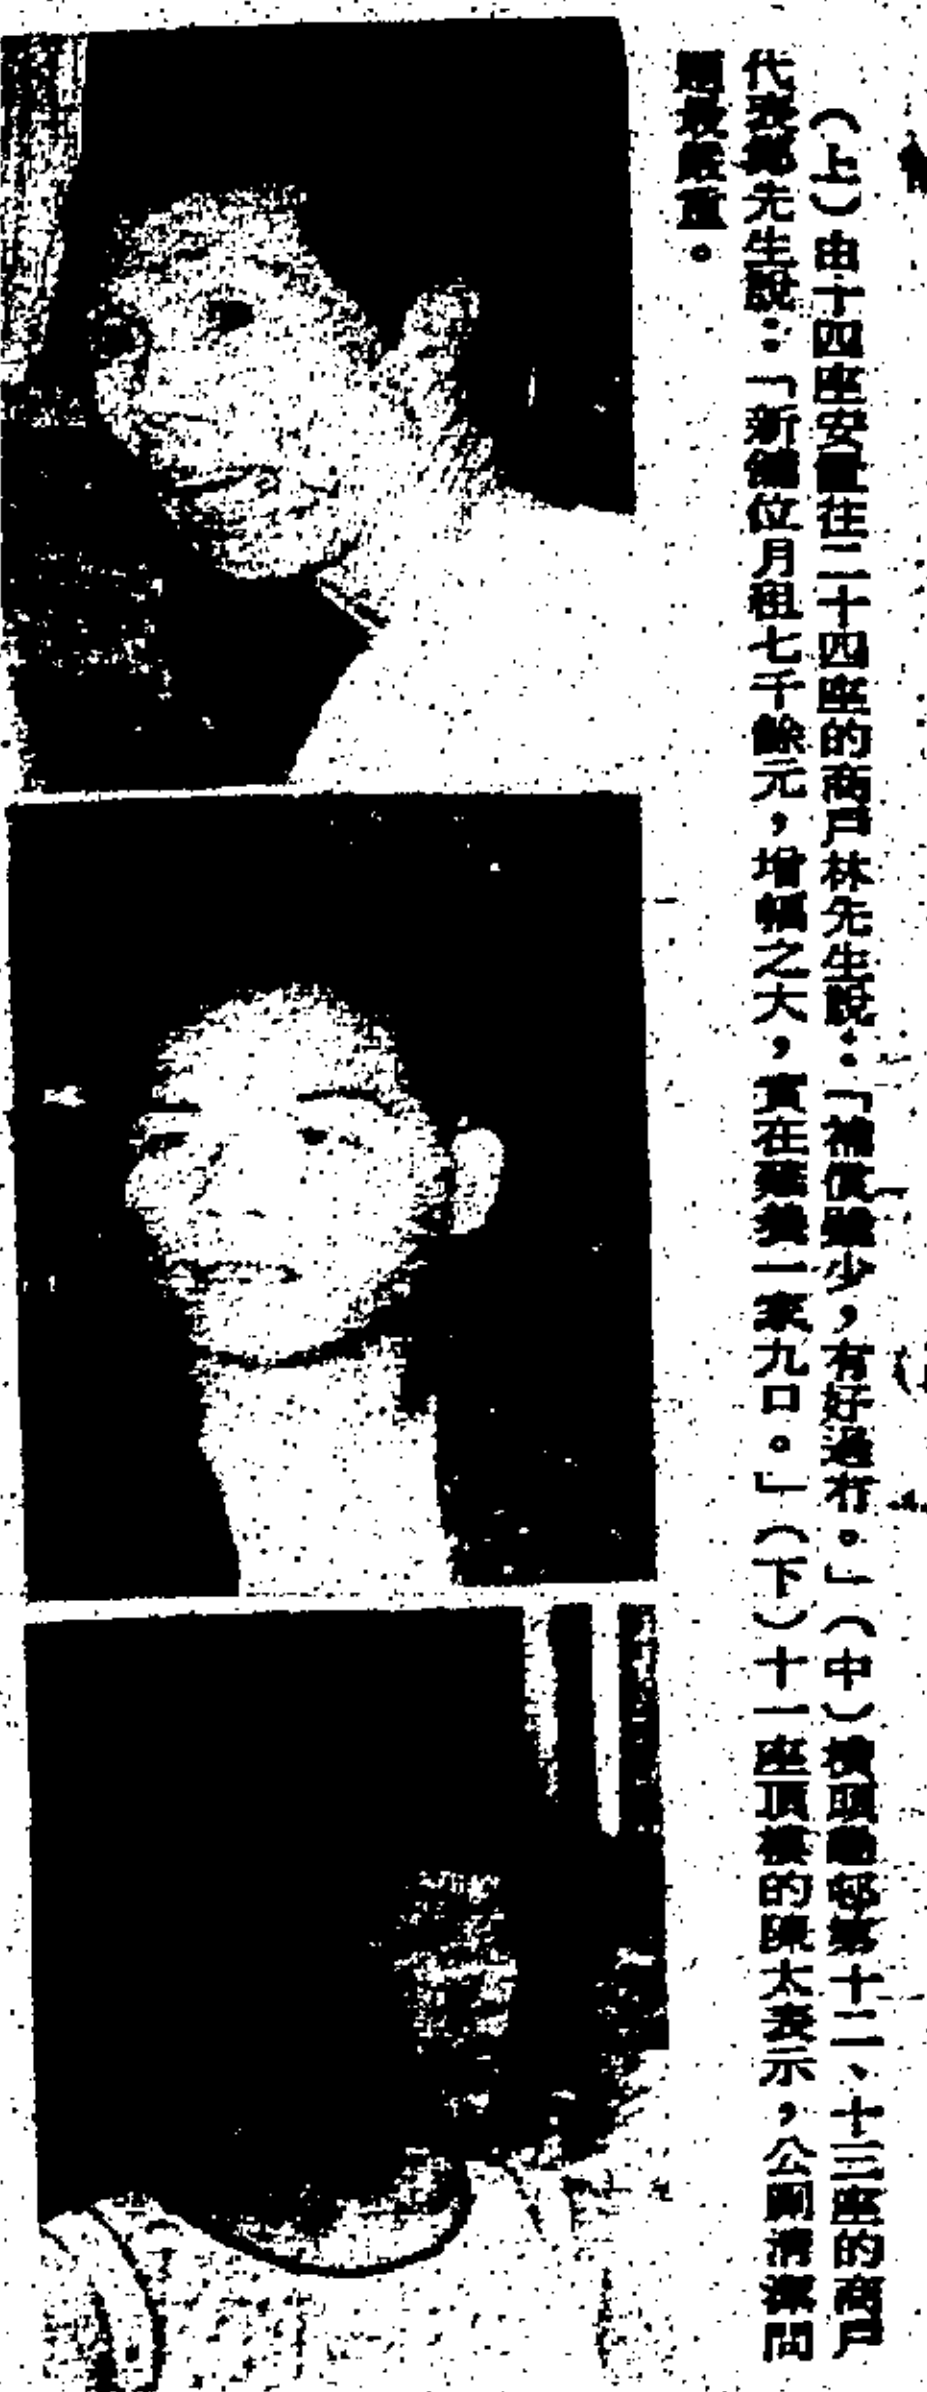 （上）由十四座安置往二十四座的商戶林先生說：「補償雖少，有好過冇。」（中）橫頭磡邨第十二、十三座的商戶
代表鄭先生說：「新舖位月租七千餘元，增幅之大，實在難養一家九口。」（下）十一座頂樓的陳太表示，公廁清潔問
題最嚴重。